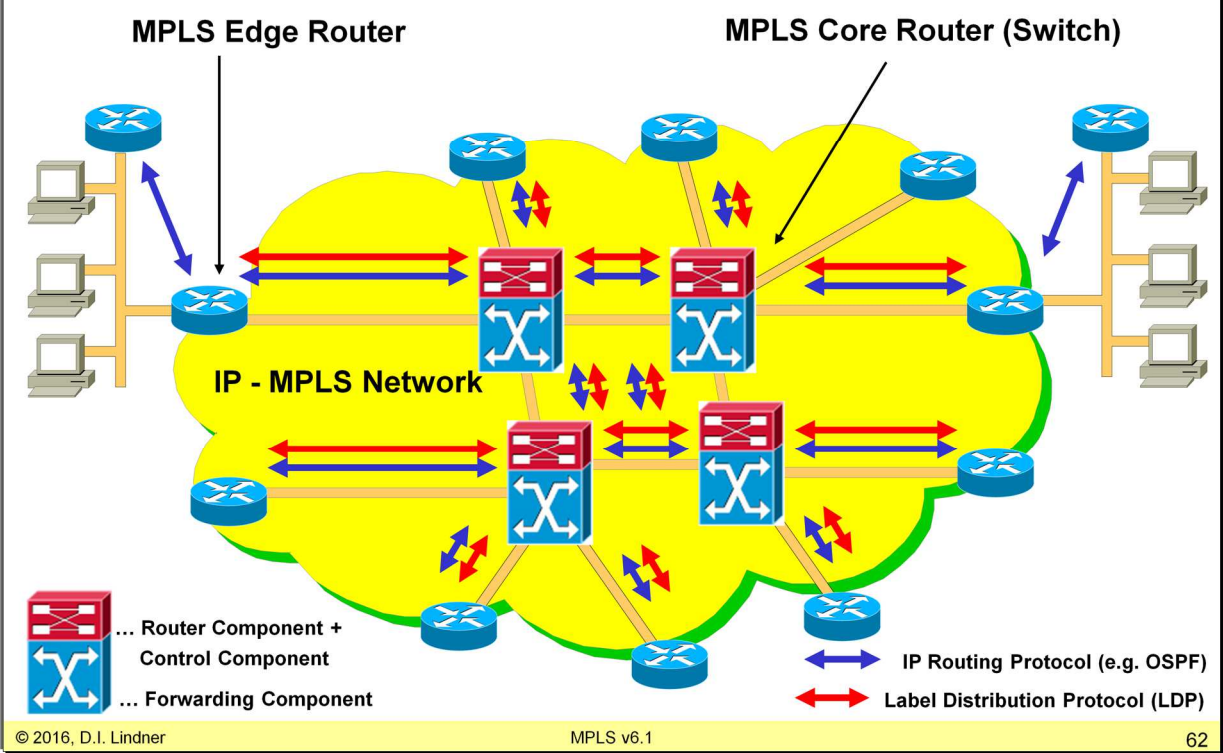 MPLS Edge Router
MPLS Core Router (Switch)
IP - MPLS Network
... Router Component +
Control Component
... Forwarding Component
IP Routing Protocol (e.g. OSPF)
Label Distribution Protocol (LDP)
© 2016, D.I. Lindner
MPLS v6.1
62